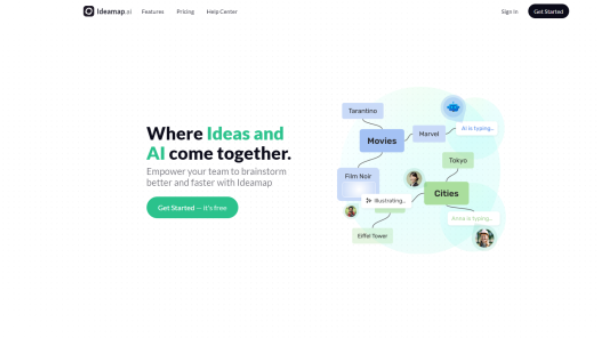 Ideamap.ai Features Pricing Help Center Sign in Get Started
Where Ideas and
AI come together.
Empower your team to brainstorm
better and faster with Ideamap
Get Started — it's free
Tarantino
Movies
Marvel
AI is typing...
Film Noir
Tokyo
Illustrating...
Cities
Anna is typing...
Eiffel Tower